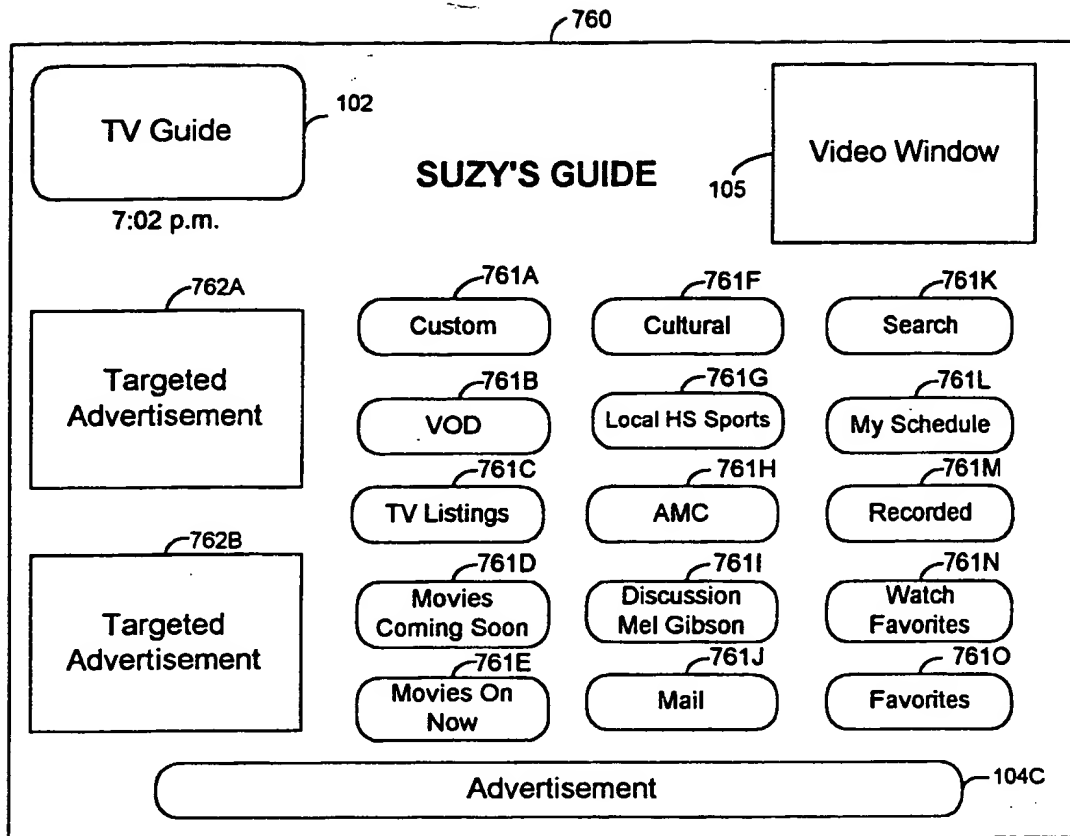 760
TV Guide
102
7:02 p.m.
SUZY'S GUIDE
105
Video Window
762A
Targeted
Advertisement
762B
Targeted
Advertisement
761A
Custom
761F
Cultural
761K
Search
761B
VOD
761G
Local HS Sports
761L
My Schedule
761C
TV Listings
761H
AMC
761M
Recorded
761D
Movies
Coming Soon
761I
Discussion
Mel Gibson
761N
Watch
Favorites
761E
Movies On
Now
761J
Mail
761O
Favorites
Advertisement
104C